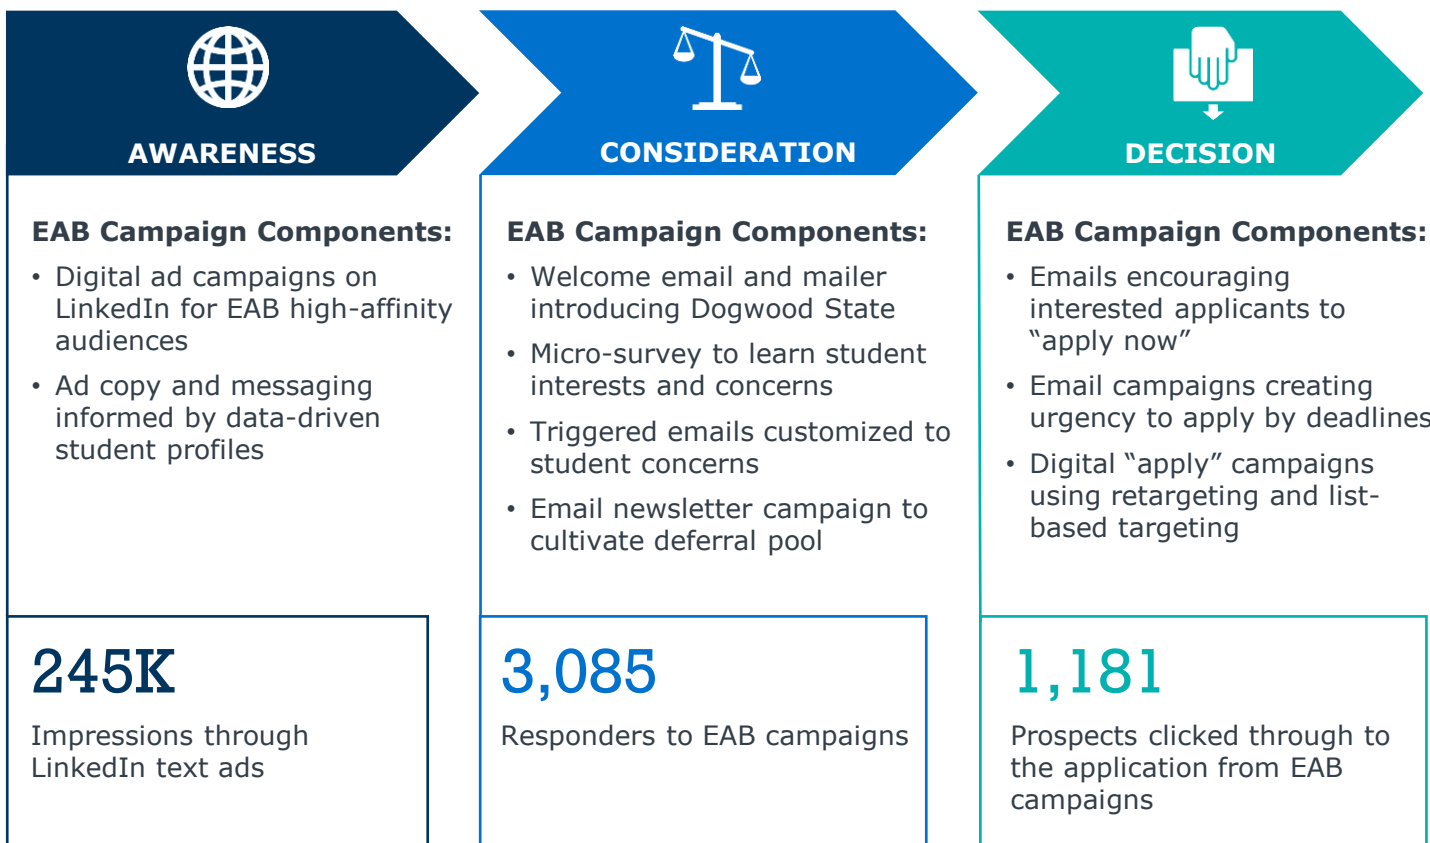 AWARENESS
EAB Campaign Components:
• Digital ad campaigns on
LinkedIn for EAB high-affinity
audiences
• Ad copy and messaging
informed by data-driven
student profiles
245K
Impressions through
LinkedIn text ads
CONSIDERATION
EAB Campaign Components:
• Welcome email and mailer
introducing Dogwood State
• Micro-survey to learn student
interests and concerns
• Triggered emails customized to
student concerns
• Email newsletter campaign to
cultivate deferral pool
3,085
Responders to EAB campaigns
DECISION
EAB Campaign Components:
• Emails encouraging
interested applicants to
“apply now”
• Email campaigns creating
urgency to apply by deadlines
• Digital “apply” campaigns
using retargeting and list-
based targeting
1,181
Prospects clicked through to
the application from EAB
campaigns